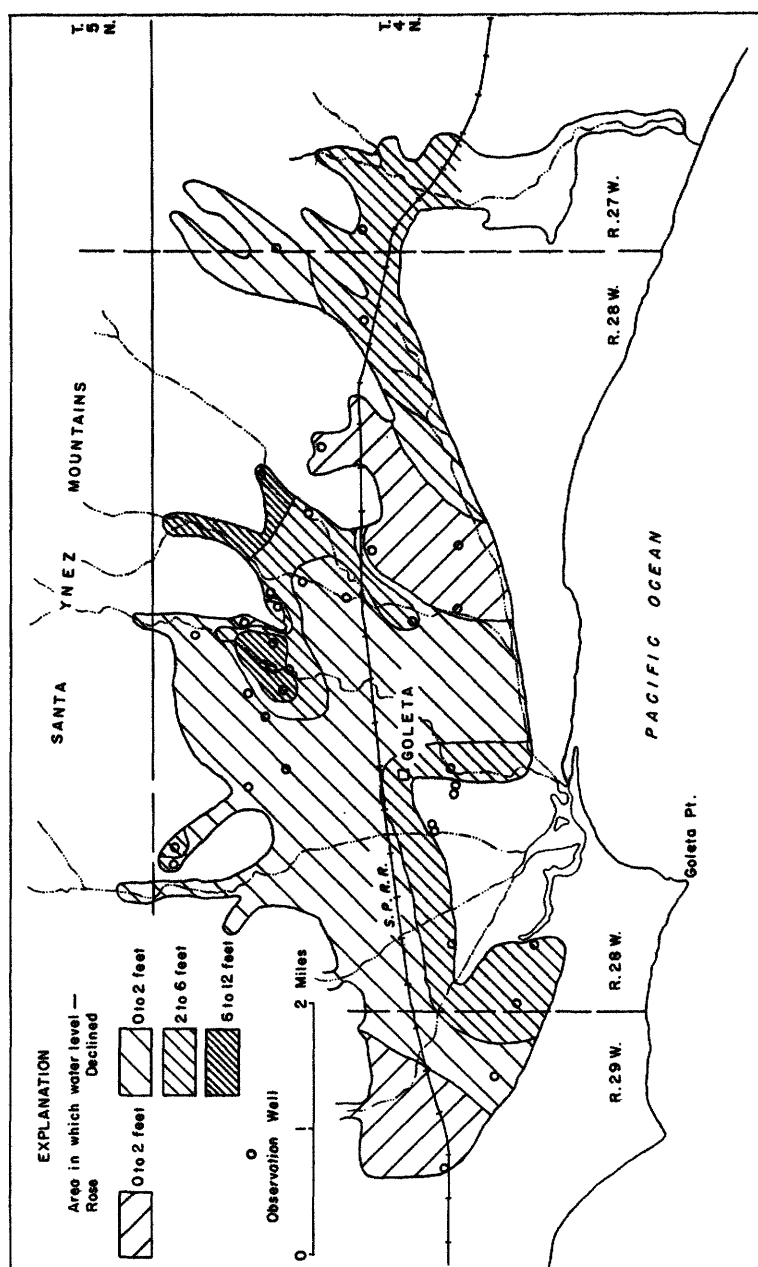 T. 5 N.
T. 4 N.
SANTA YNEZ MOUNTAINS
EXPLANATION
Area in which water level —
Rose Declined
0 to 2 feet 0 to 2 feet
2 to 6 feet
6 to 12 feet
Observation Well
0 1 2 Miles
S. P. R. R.
GOLETA
R. 29 W. R. 28 W.
R. 28 W. R. 27 W.
Goleta Pt.
PACIFIC OCEAN